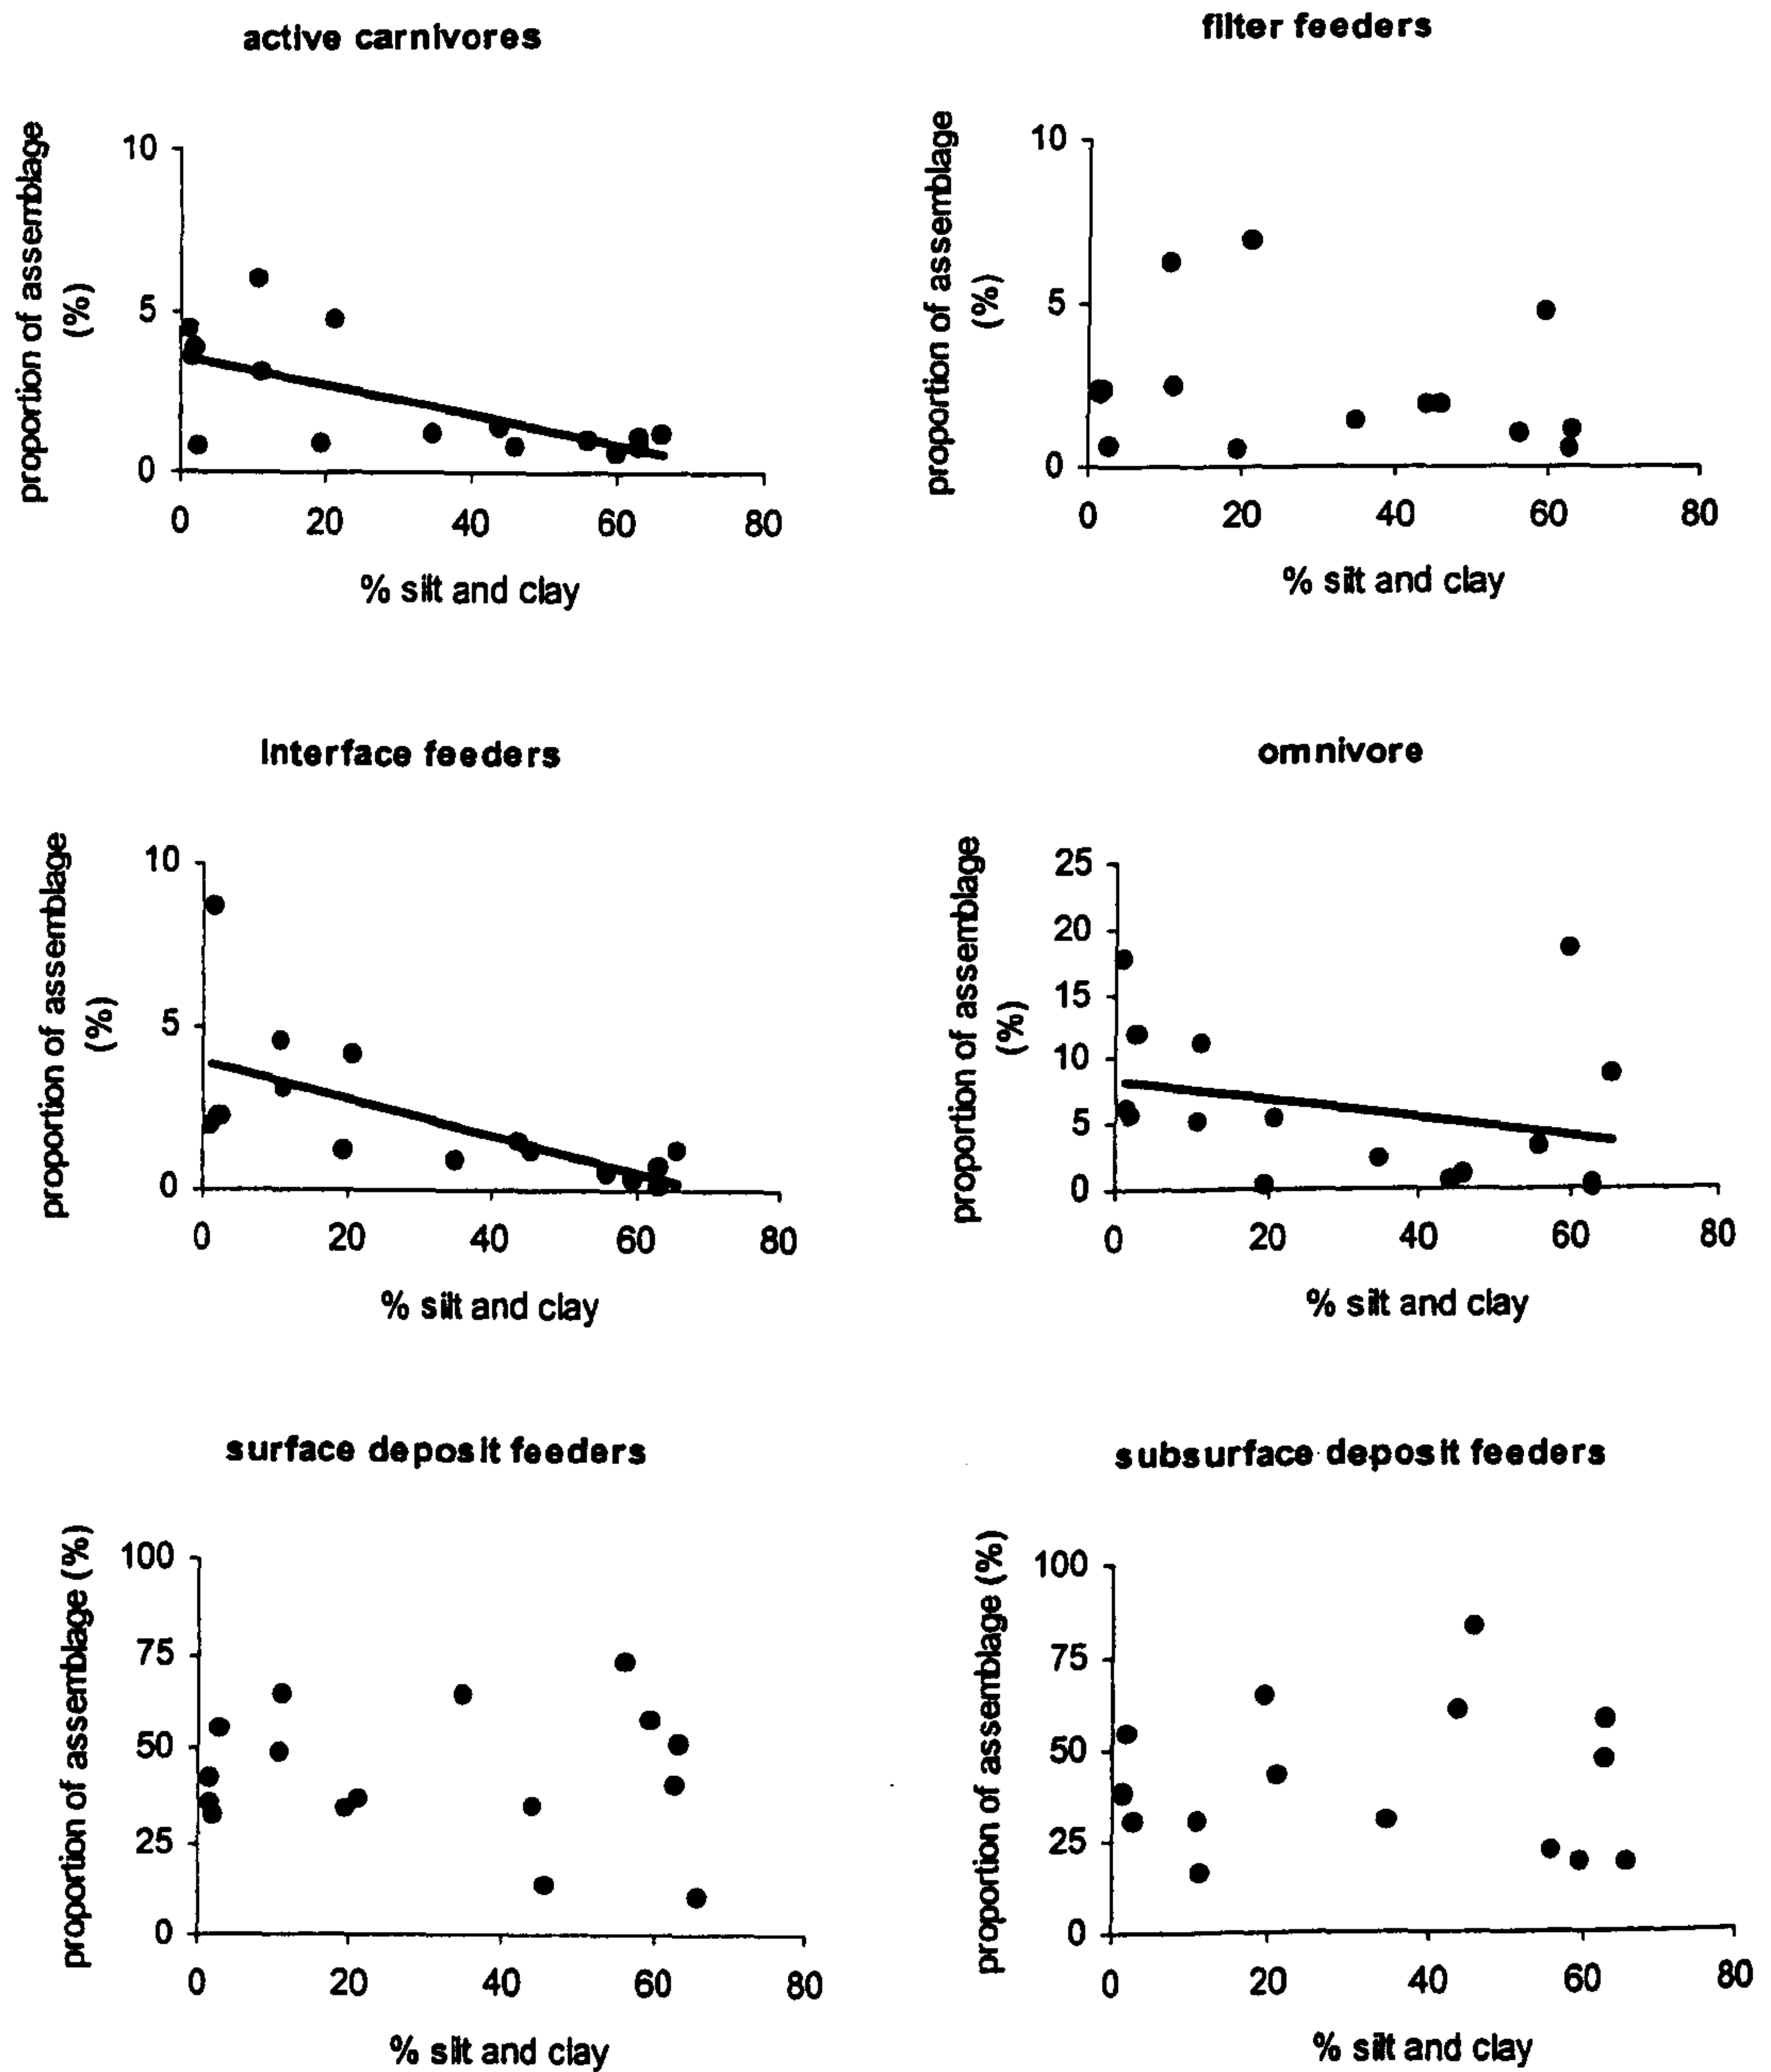 active carnivores
proportion of assemblage
(%)
10
5
0
0 20 40 60 80
% silt and clay
filter feeders
proportion of assemblage
(%)
10
5
0
0 20 40 60 80
% silt and clay
Interface feeders
proportion of assemblage
(%)
10
5
0
0 20 40 60 80
% silt and clay
omnivore
proportion of assemblage
(%)
25
20
15
10
5
0
0 20 40 60 80
% silt and clay
surface deposit feeders
proportion of assemblage (%)
100
75
50
25
0
0 20 40 60 80
% silt and clay
subsurface deposit feeders
proportion of assemblage (%)
100
75
50
25
0
0 20 40 60 80
% silt and clay